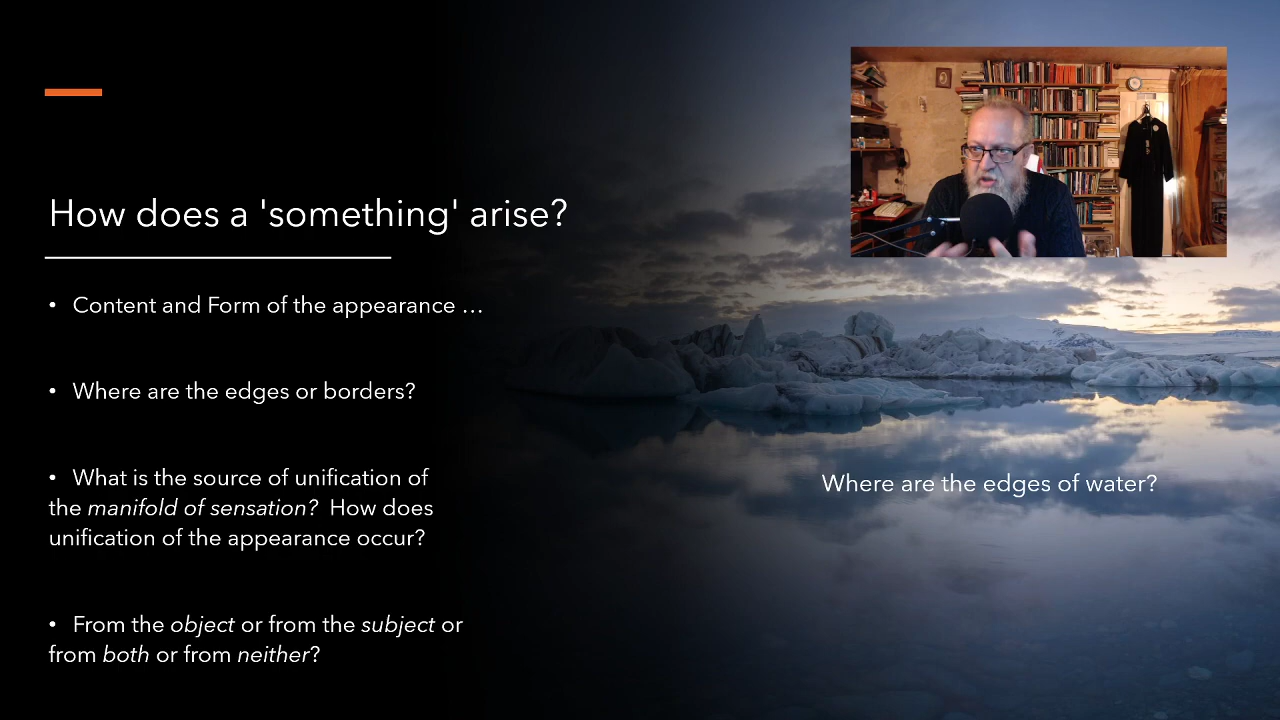 How does a 'something' arise?
• Content and Form of the appearance …
• Where are the edges or borders?
• What is the source of unification of
the manifold of sensation? How does
unification of the appearance occur?
• From the object or from the subject or
from both or from neither?
Where are the edges of water?